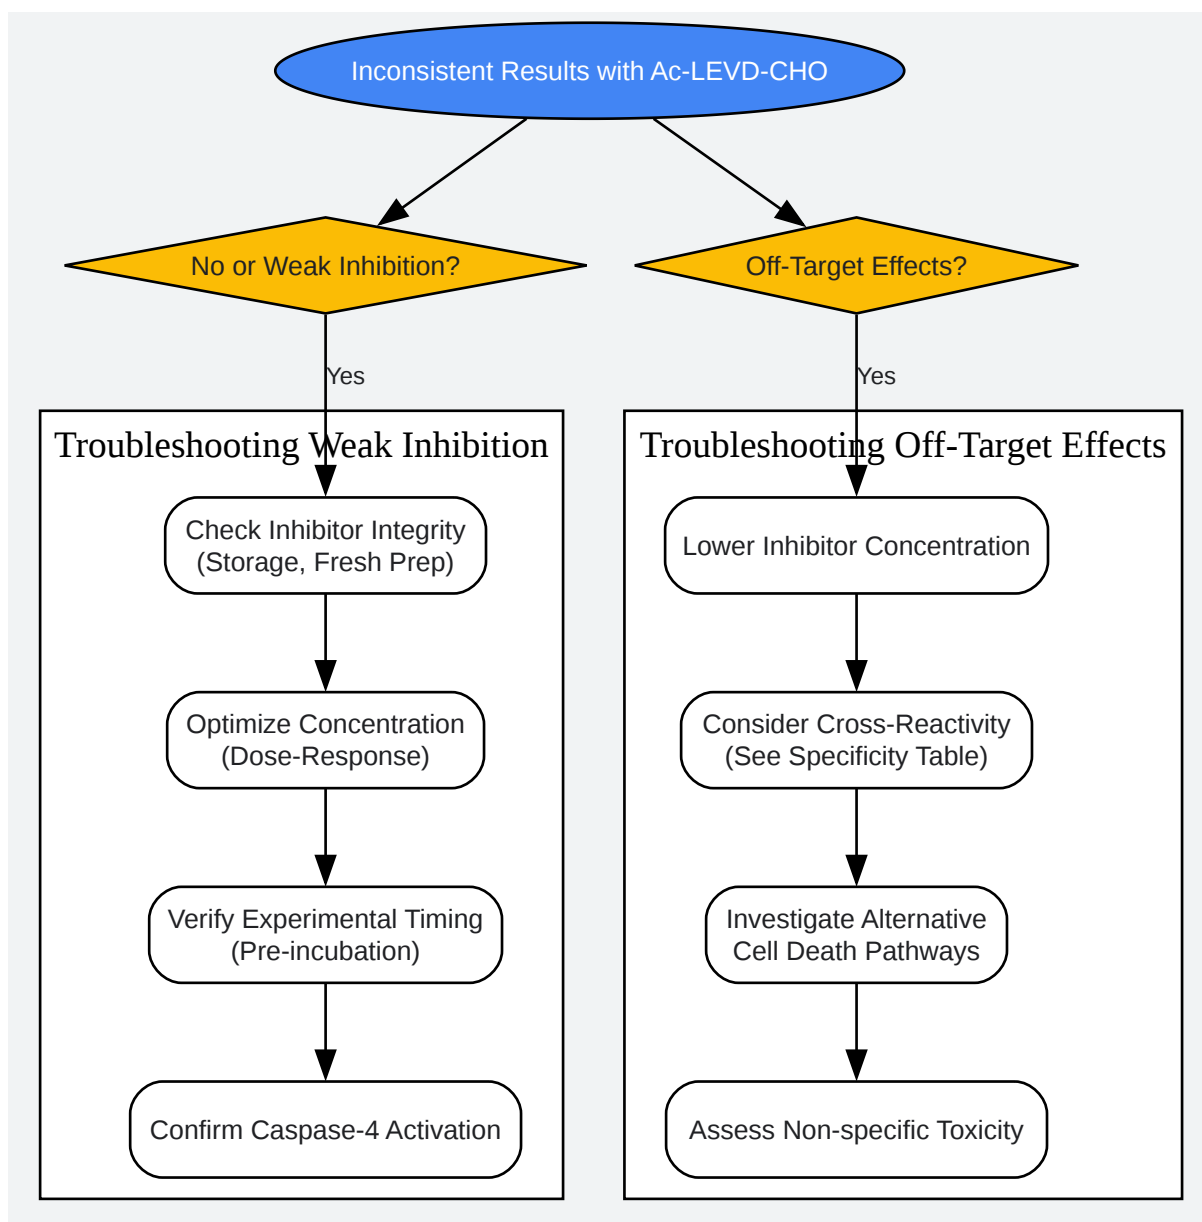 Inconsistent Results with Ac-LEVD-CHO
No or Weak Inhibition?
Off-Target Effects?
Yes
Yes
Troubleshooting Weak Inhibition
Check Inhibitor Integrity
(Storage, Fresh Prep)
Optimize Concentration
(Dose-Response)
Verify Experimental Timing
(Pre-incubation)
Confirm Caspase-4 Activation
Troubleshooting Off-Target Effects
Lower Inhibitor Concentration
Consider Cross-Reactivity
(See Specificity Table)
Investigate Alternative
Cell Death Pathways
Assess Non-specific Toxicity